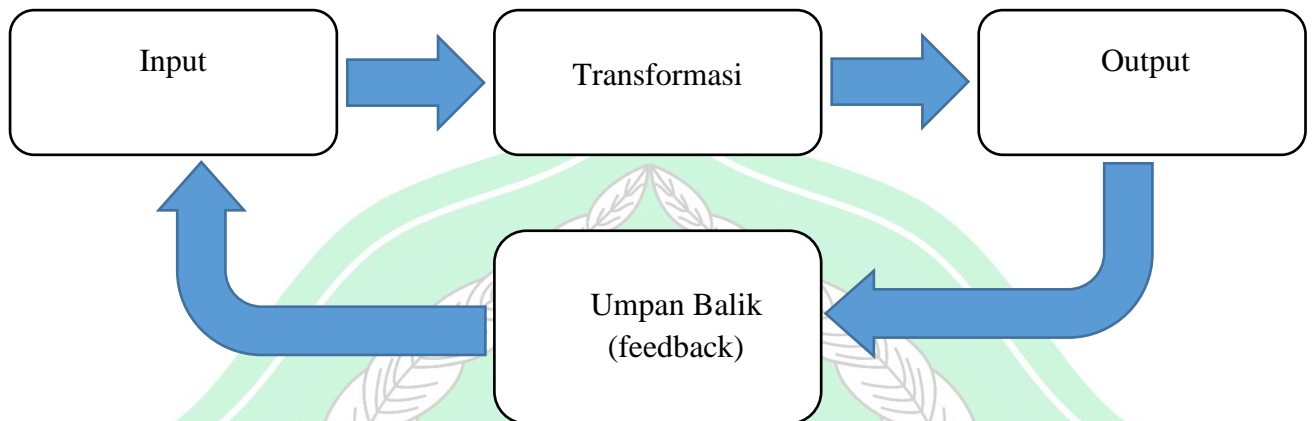 Input
Transformasi
Output
Umpan Balik
(feedback)